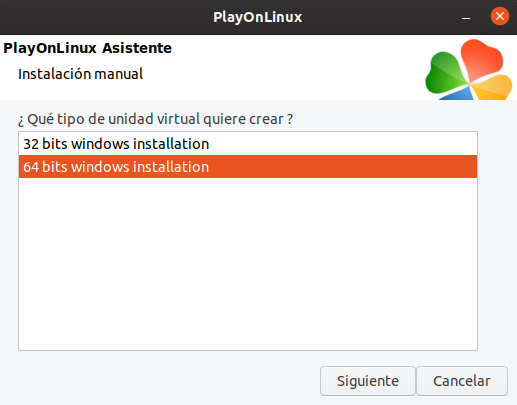 PlayOnLinux
PlayOnLinux Asistente
Instalación manual
¿ Qué tipo de unidad virtual quiere crear ?
32 bits windows installation
64 bits windows installation
Siguiente
Cancelar